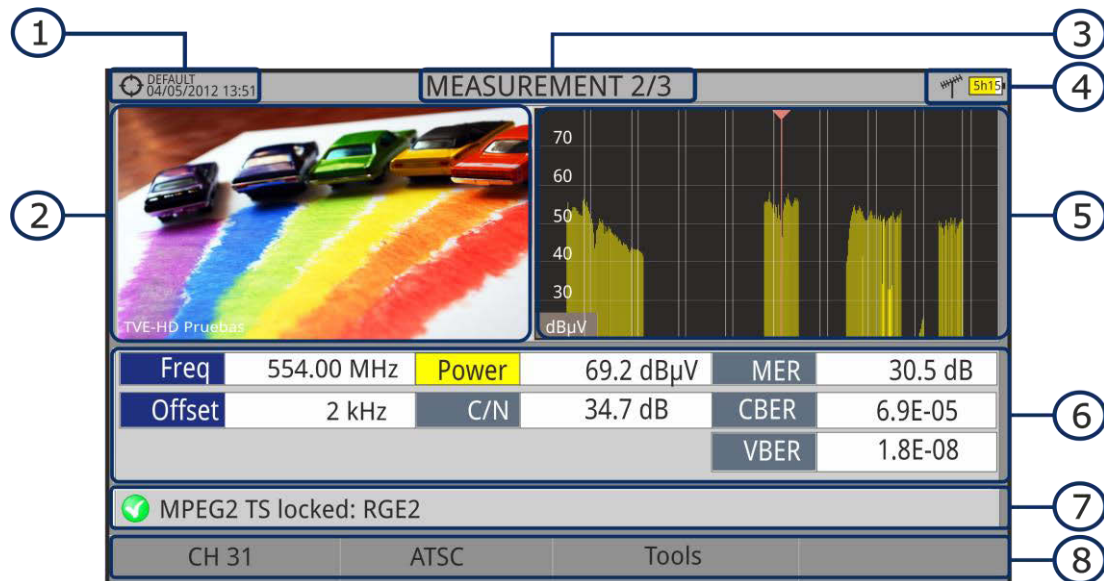 1
3
4
DEFAULT
04/05/2012 13:51
MEASUREMENT 2/3
5h15
2
TVE-HD Pruebas
70
60
50
40
30
dBµV
5
Freq 554.00 MHz Power 69.2 dBµV MER 30.5 dB
Offset 2 kHz C/N 34.7 dB CBER 6.9E-05
VBER 1.8E-08
6
MPEG2 TS locked: RGE2
7
CH 31 ATSC Tools
8